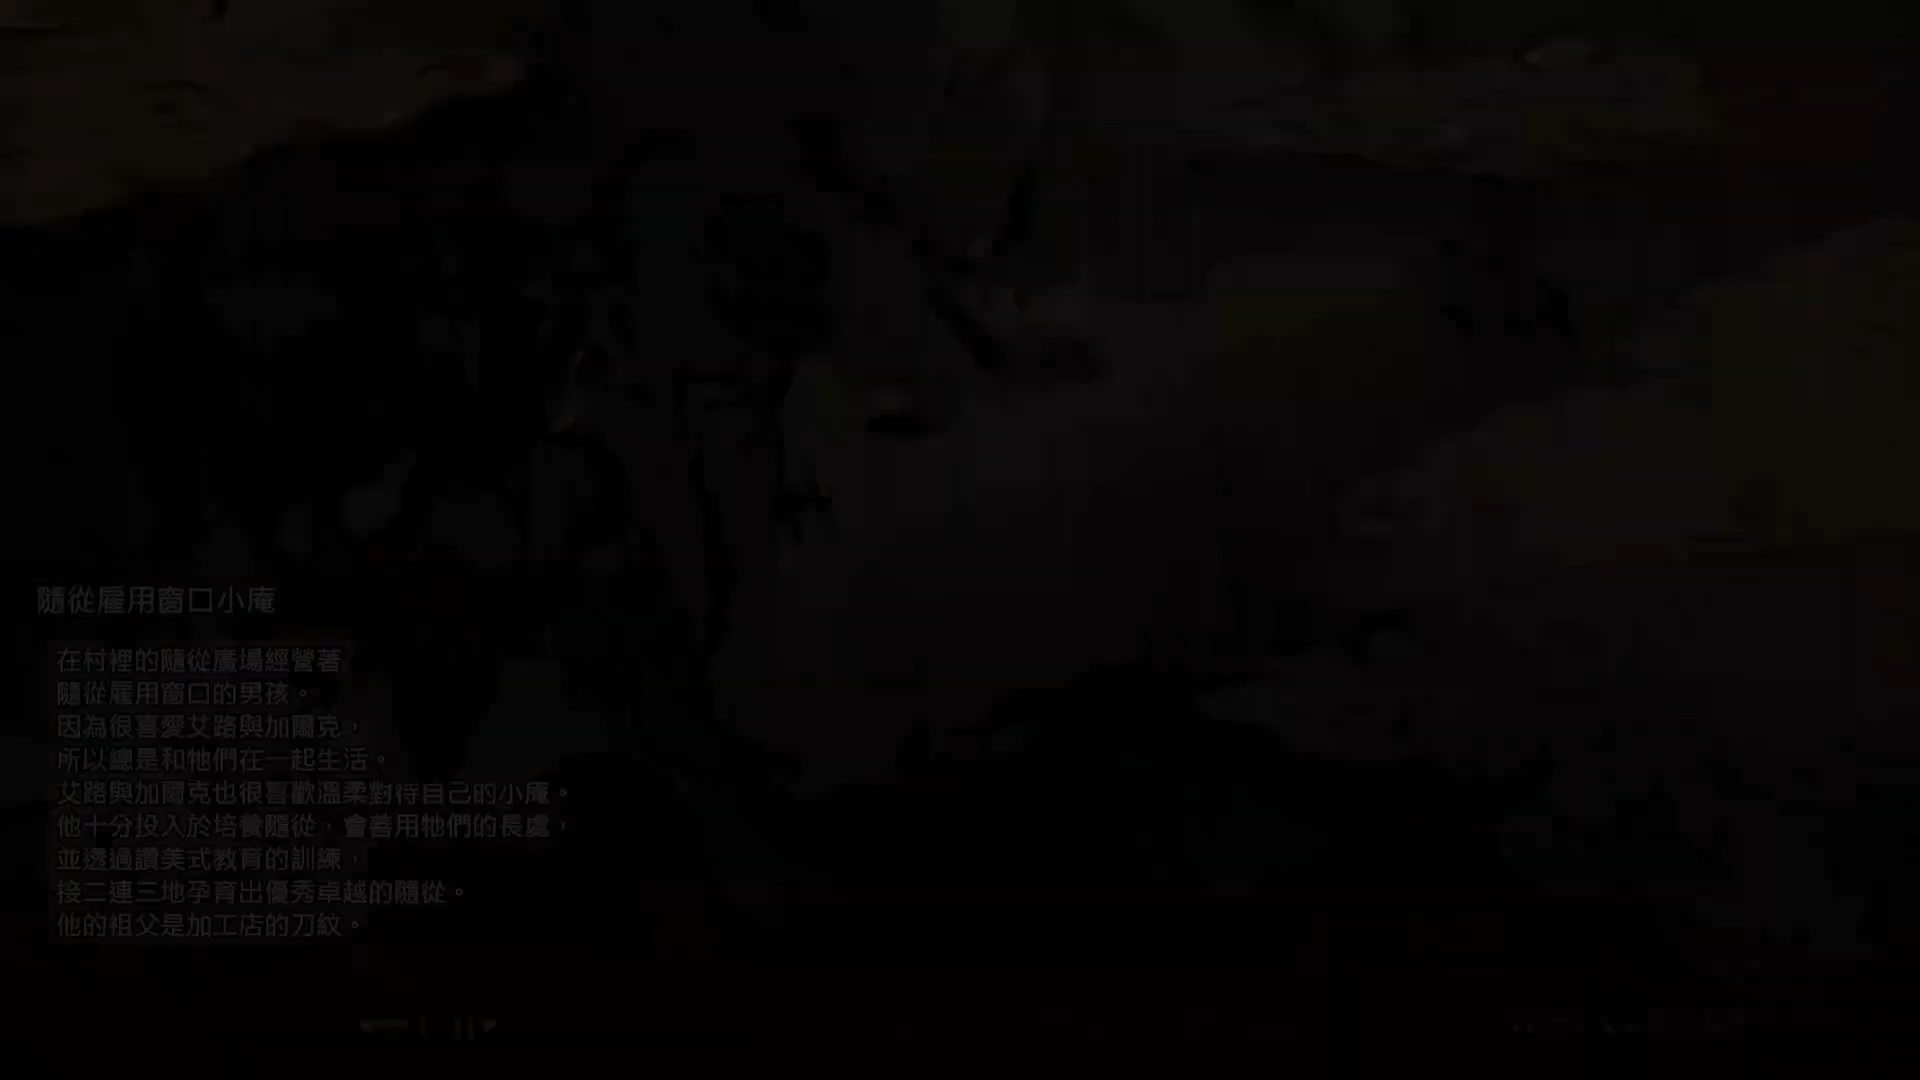 隨從雇用窗口小庵
在村裡的隨從廣場經營著
隨從雇用窗口的男孩。
因為很喜愛艾路與加爾克，
所以總是和牠們在一起生活。
艾路與加爾克也很喜歡溫柔對待自己的小庵。
他十分投入於培養隨從，會善用牠們的長處，
並透過讚美式教育的訓練，
接二連三地孕育出優秀卓越的隨從。
他的祖父是加工店的刀紋。